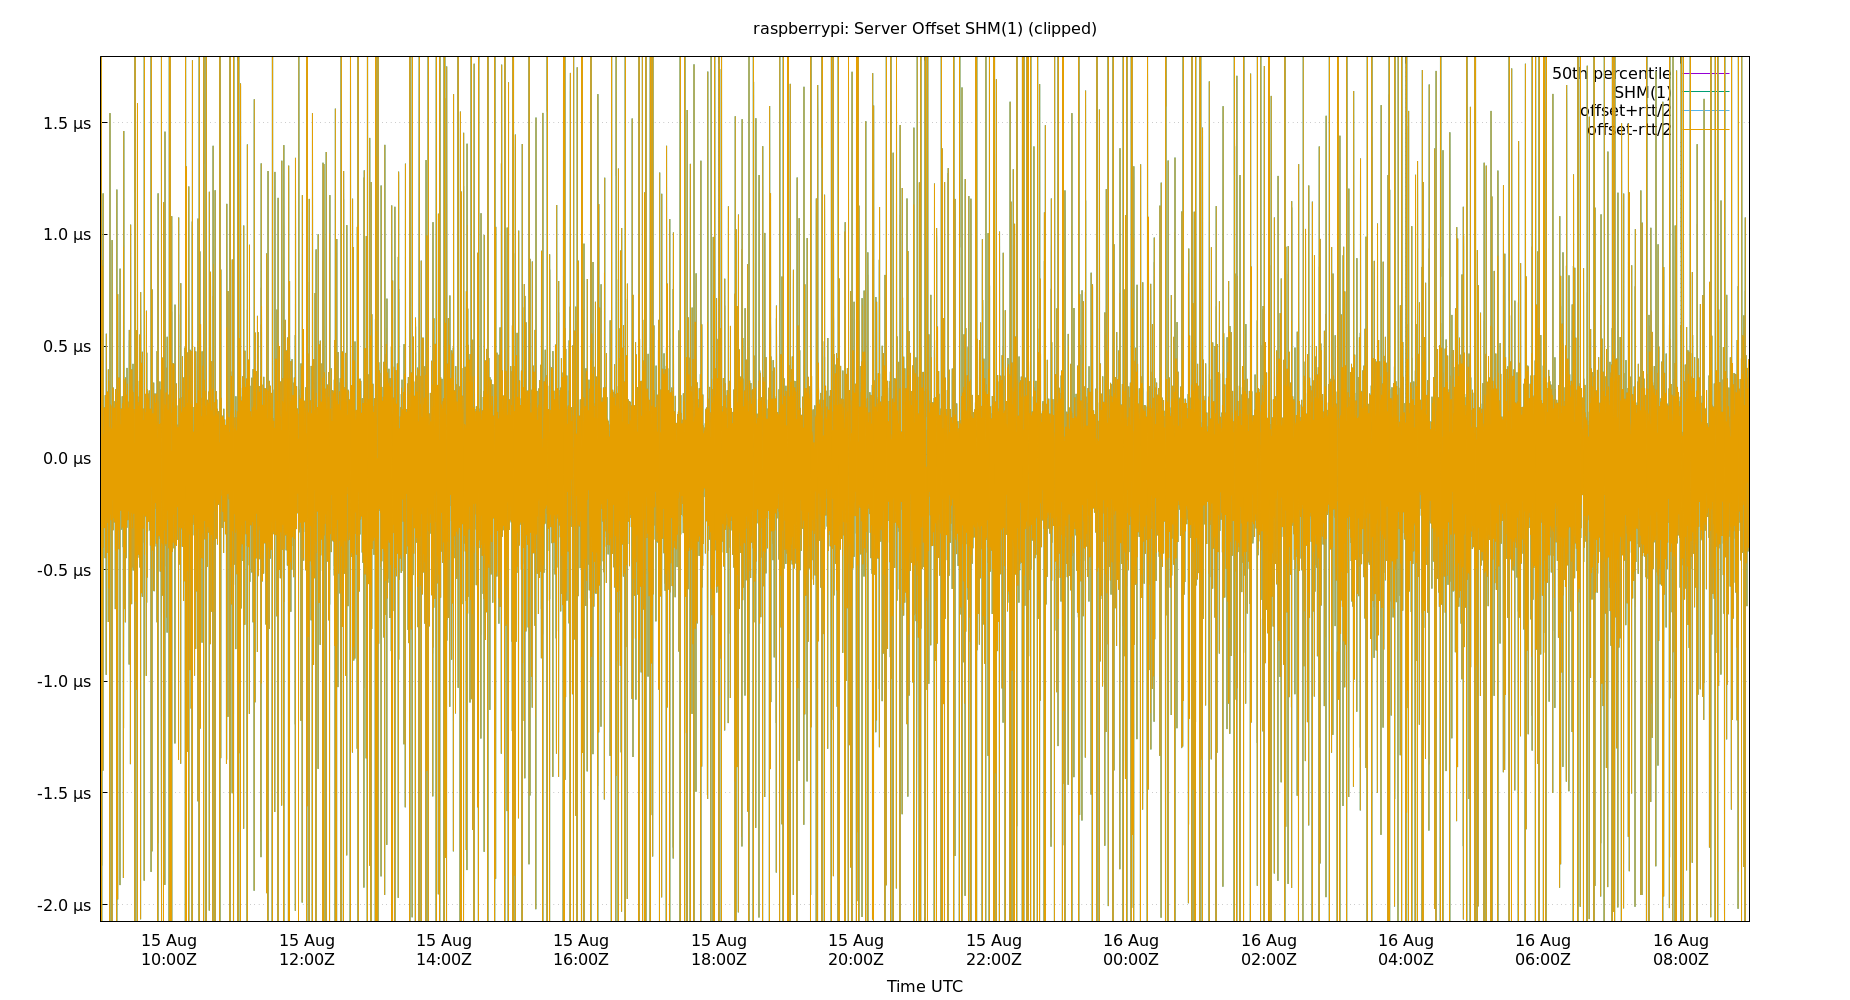 raspberrypi: Server Offset SHM(1) (clipped)
50th percentile
SHM(1)
offset+rtt/2
offset-rtt/2
1.5 µs
1.0 µs
0.5 µs
0.0 µs
-0.5 µs
-1.0 µs
-1.5 µs
-2.0 µs
15 Aug 15 Aug 15 Aug 15 Aug 15 Aug 15 Aug 15 Aug 16 Aug 16 Aug 16 Aug 16 Aug 16 Aug
10:00Z 12:00Z 14:00Z 16:00Z 18:00Z 20:00Z 22:00Z 00:00Z 02:00Z 04:00Z 06:00Z 08:00Z
Time UTC